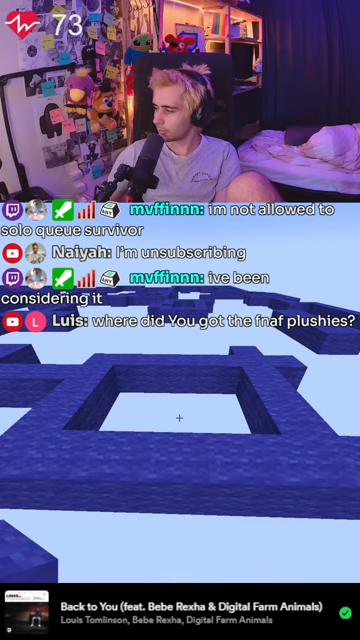 73
mvffinnn: im not allowed to
solo queue survivor
Naiyah: I'm unsubscribing
mvffinnn: ive been
considering it
L Luis: where did You got the fnaf plushies?
Back to You (feat. Bebe Rexha & Digital Farm Animals)
Louis Tomlinson, Bebe Rexha, Digital Farm Animals